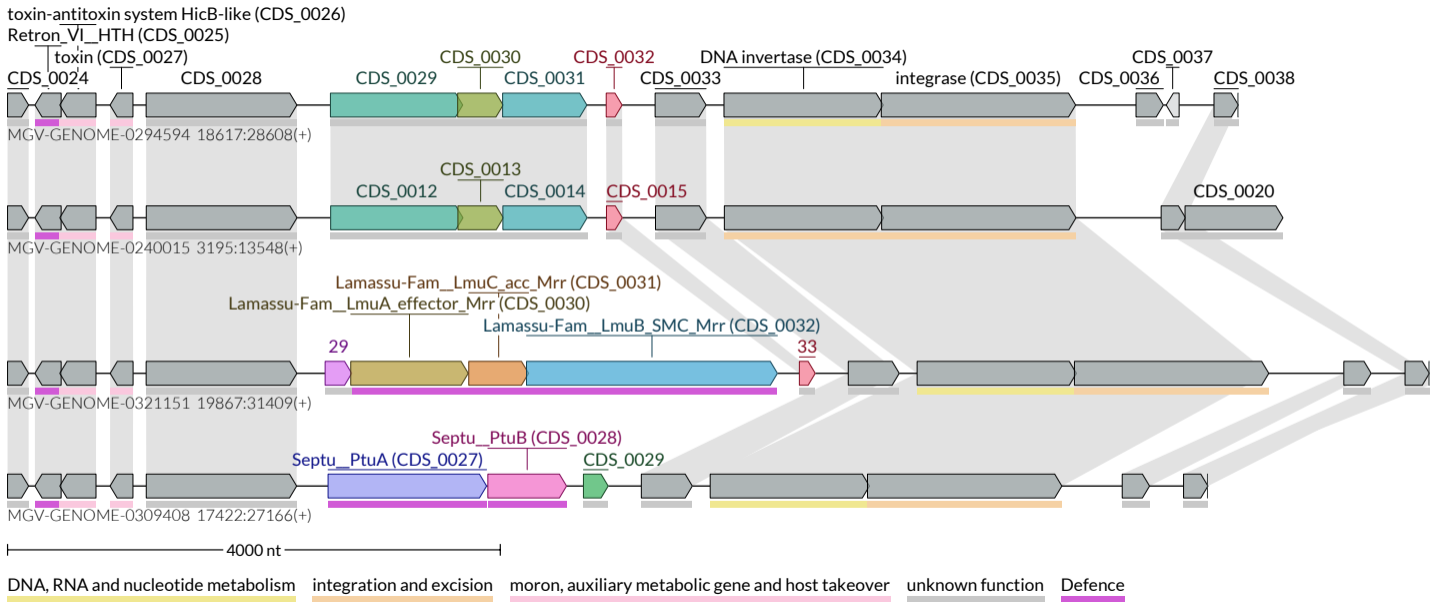 toxin-antitoxin system HicB-like (CDS_0026)
Retron_VI__HTH (CDS_0025)
toxin (CDS_0027) CDS_0030 CDS_0032 DNA invertase (CDS_0034) CDS_0037
CDS_0024 CDS_0028 CDS_0029 CDS_0031 CDS_0033 integrase (CDS_0035) CDS_0036 CDS_0038
MGV-GENOME-0294594 18617:28608(+)
CDS_0013
CDS_0012 CDS_0014 CDS_0015 CDS_0020
MGV-GENOME-0240015 3195:13548(+)
Lamassu-Fam__LmuC_acc_Mrr (CDS_0031)
Lamassu-Fam__LmuA_effector_Mrr (CDS_0030)
Lamassu-Fam__LmuB_SMC_Mrr (CDS_0032)
29 33
MGV-GENOME-0321151 19867:31409(+)
Septu__PtuB (CDS_0028)
Septu__PtuA (CDS_0027) CDS_0029
MGV-GENOME-0309408 17422:27166(+)
4000 nt
DNA, RNA and nucleotide metabolism integration and excision moron, auxiliary metabolic gene and host takeover unknown function Defence